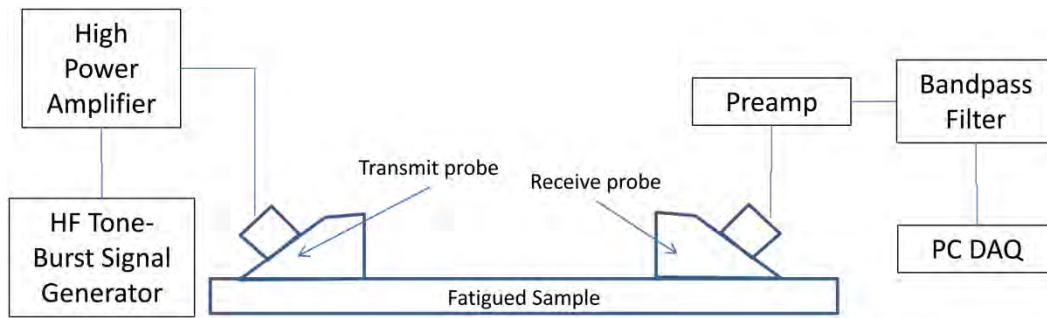 High
Power
Amplifier
HF Tone-
Burst Signal
Generator
Transmit probe
Receive probe
Fatigued Sample
Preamp
Bandpass
Filter
PC DAQ